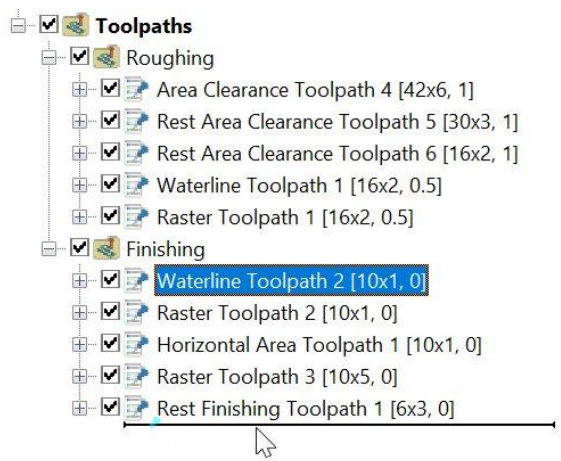 Toolpaths
Roughing
Area Clearance Toolpath 4 [42x6, 1]
Rest Area Clearance Toolpath 5 [30x3, 1]
Rest Area Clearance Toolpath 6 [16x2, 1]
Waterline Toolpath 1 [16x2, 0.5]
Raster Toolpath 1 [16x2, 0.5]
Finishing
Waterline Toolpath 2 [10x1, 0]
Raster Toolpath 2 [10x1, 0]
Horizontal Area Toolpath 1 [10x1, 0]
Raster Toolpath 3 [10x5, 0]
Rest Finishing Toolpath 1 [6x3, 0]